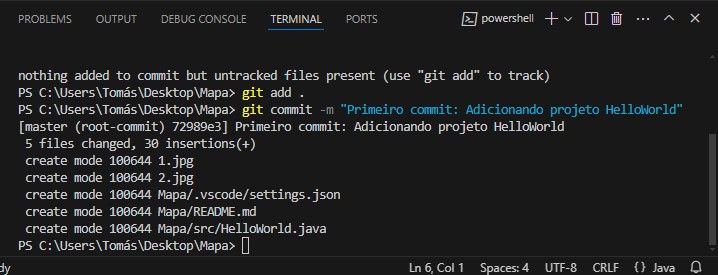 PROBLEMS OUTPUT DEBUG CONSOLE TERMINAL PORTS powershell
nothing added to commit but untracked files present (use "git add" to track)
PS C:\Users\Tomás\Desktop\Mapa> git add .
PS C:\Users\Tomás\Desktop\Mapa> git commit -m "Primeiro commit: Adicionando projeto HelloWorld"
[master (root-commit) 72989e3] Primeiro commit: Adicionando projeto HelloWorld
5 files changed, 30 insertions(+)
create mode 100644 1.jpg
create mode 100644 2.jpg
create mode 100644 Mapa/.vscode/settings.json
create mode 100644 Mapa/README.md
create mode 100644 Mapa/src/HelloWorld.java
PS C:\Users\Tomás\Desktop\Mapa>
dy Ln 6, Col 1 Spaces: 4 UTF-8 CRLF {} Java